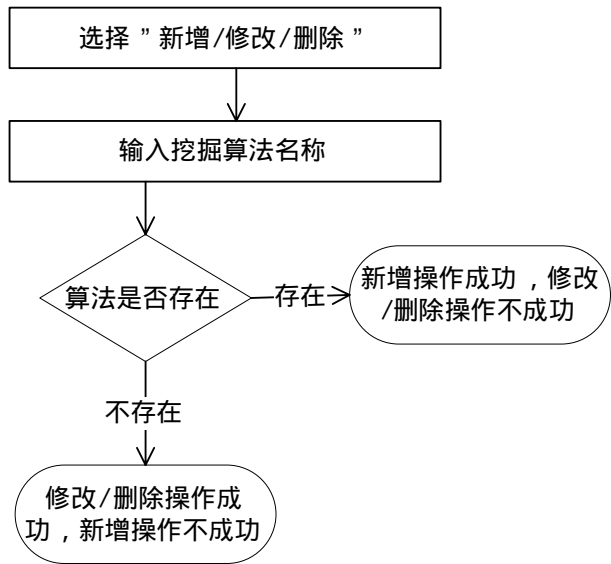 选择 ” 新增/修改/删除 ”
输入挖掘算法名称
算法是否存在
存在
新增操作成功 , 修改
/删除操作不成功
不存在
修改/删除操作成
功 , 新增操作不成功